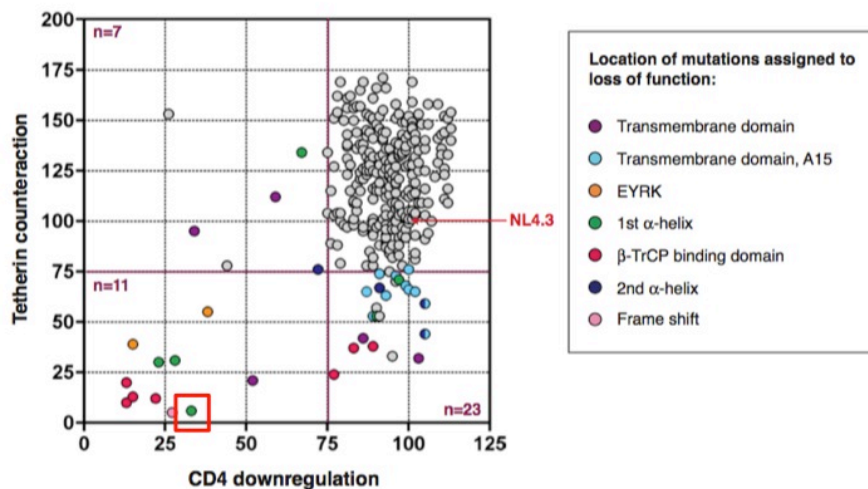 200
175
150
125
100
75
50
25
0
Tetherin counteraction
n=7
n=11
n=23
NL4.3
0 25 50 75 100 125
CD4 downregulation
Location of mutations assigned to
loss of function:
Transmembrane domain
Transmembrane domain, A15
EYRK
1st α-helix
β-TrCP binding domain
2nd α-helix
Frame shift